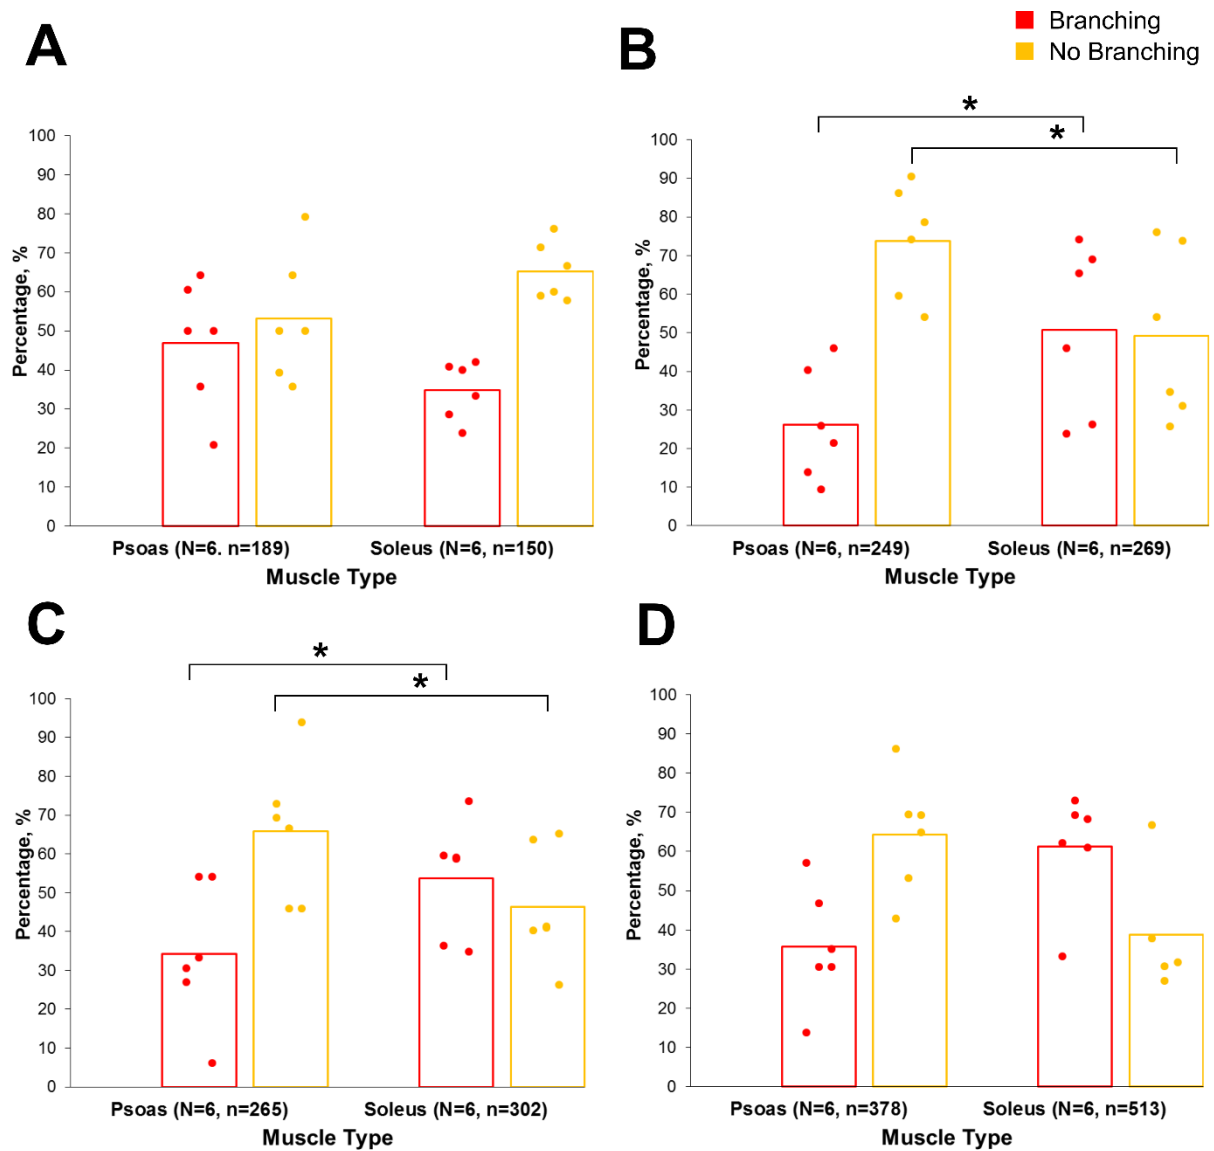 Branching
No Branching
A
100
90
80
70
60
50
40
30
20
10
0
Percentage, %
Psoas (N=6. n=189)
Soleus (N=6, n=150)
Muscle Type
B
*
*
100
90
80
70
60
50
40
30
20
10
0
Percentage, %
Psoas (N=6, n=249)
Soleus (N=6, n=269)
Muscle Type
C
*
*
100
90
80
70
60
50
40
30
20
10
0
Percentage, %
Psoas (N=6, n=265)
Soleus (N=6, n=302)
Muscle Type
D
100
90
80
70
60
50
40
30
20
10
0
Percentage, %
Psoas (N=6, n=378)
Soleus (N=6, n=513)
Muscle Type